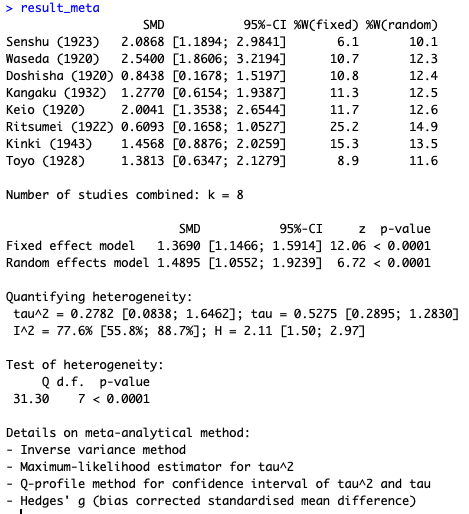 > result_meta
SMD 95%-CI %W(fixed) %W(random)
Senshu (1923) 2.0868 [1.1894; 2.9841] 6.1 10.1
Waseda (1920) 2.5400 [1.8606; 3.2194] 10.7 12.3
Doshisha (1920) 0.8438 [0.1678; 1.5197] 10.8 12.4
Kangaku (1932) 1.2770 [0.6154; 1.9387] 11.3 12.5
Keio (1920) 2.0041 [1.3538; 2.6544] 11.7 12.6
Ritsumei (1922) 0.6093 [0.1658; 1.0527] 25.2 14.9
Kinki (1943) 1.4568 [0.8876; 2.0259] 15.3 13.5
Toyo (1928) 1.3813 [0.6347; 2.1279] 8.9 11.6
Number of studies combined: k = 8
SMD 95%-CI z p-value
Fixed effect model 1.3690 [1.1466; 1.5914] 12.06 < 0.0001
Random effects model 1.4895 [1.0552; 1.9239] 6.72 < 0.0001
Quantifying heterogeneity:
tau^2 = 0.2782 [0.0838; 1.6462]; tau = 0.5275 [0.2895; 1.2830]
I^2 = 77.6% [55.8%; 88.7%]; H = 2.11 [1.50; 2.97]
Test of heterogeneity:
Q d.f. p-value
31.30 7 < 0.0001
Details on meta-analytical method:
- Inverse variance method
- Maximum-likelihood estimator for tau^2
- Q-profile method for confidence interval of tau^2 and tau
- Hedges' g (bias corrected standardised mean difference)